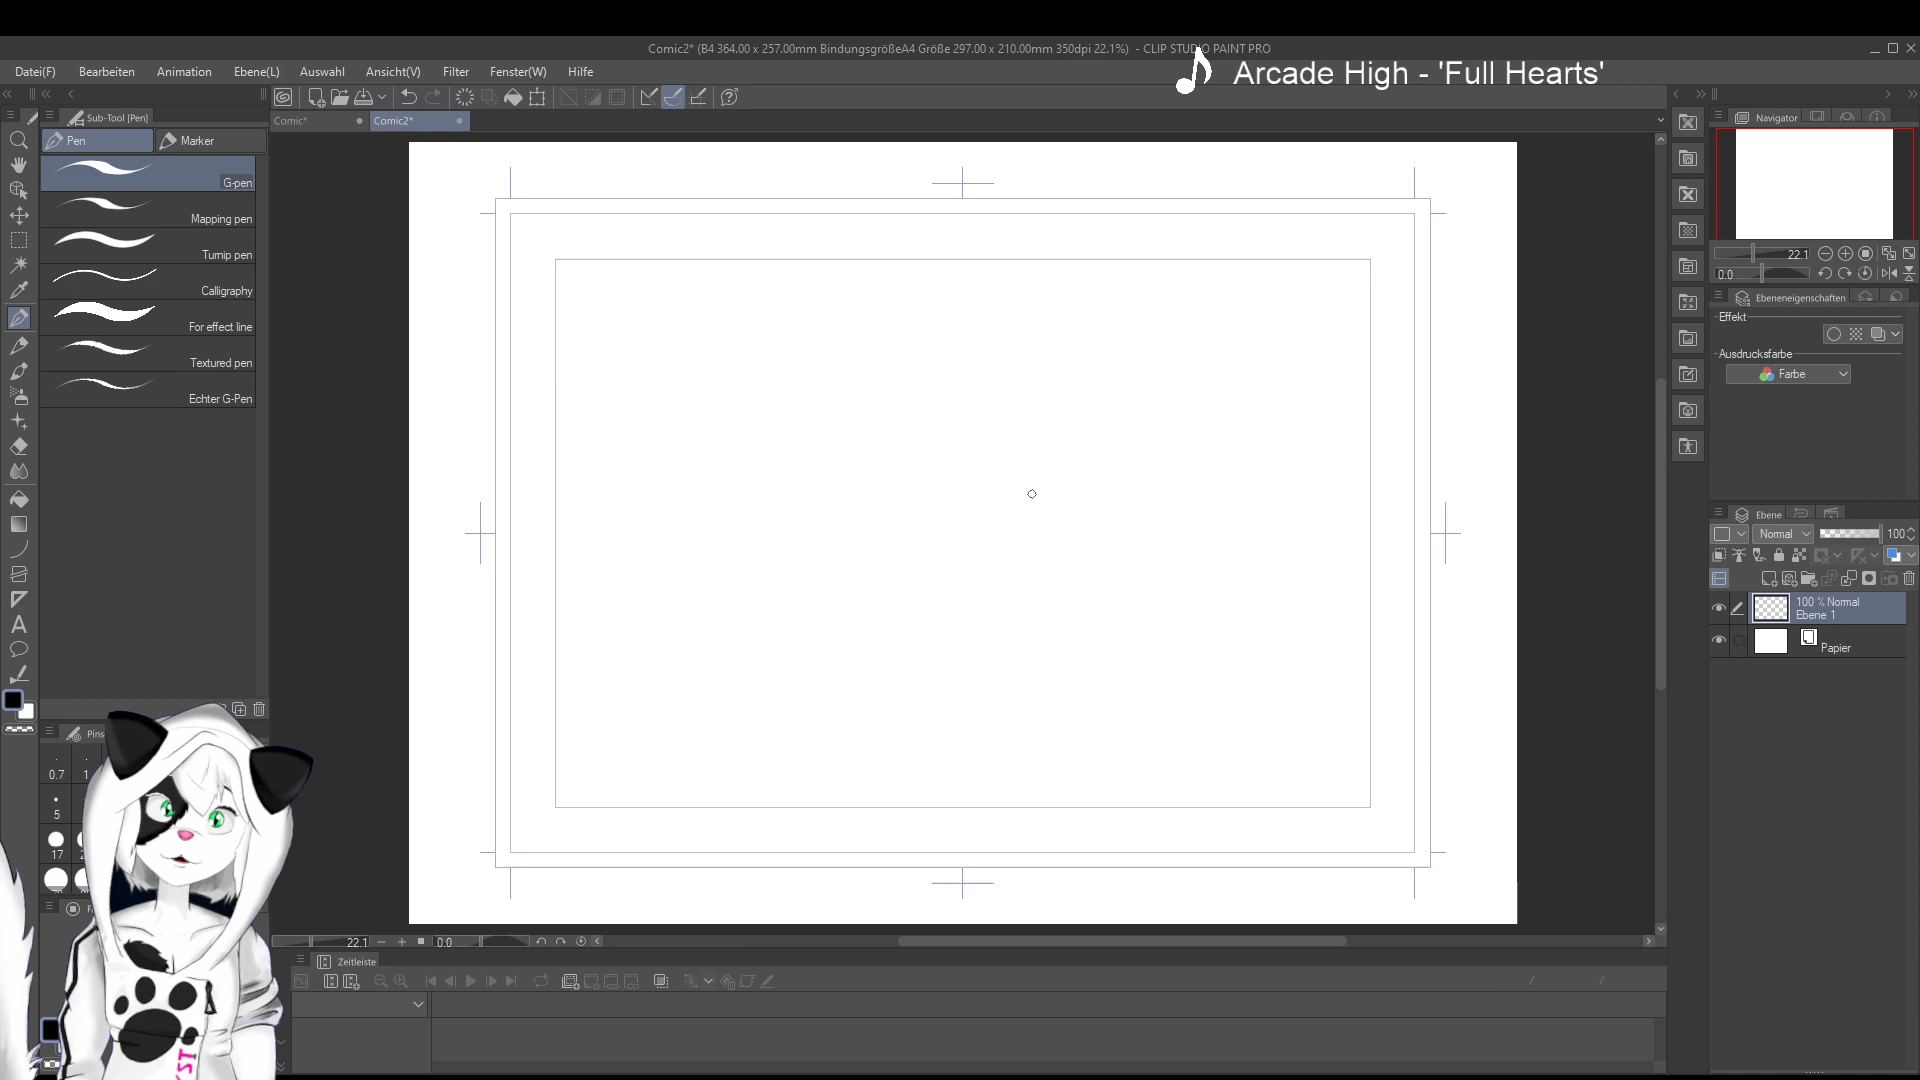 Comic2* (B4 364.00 x 257.00mm BindungsgrößeA4 Größe 297.00 x 210.00mm 350dpi 22.1%) - CLIP STUDIO PAINT PRO
Arcade High - 'Full Hearts'
Datei(F) Bearbeiten Animation Ebene(L) Auswahl Ansicht(V) Filter Fenster(W) Hilfe
Sub-Tool [Pen]
Comic* Comic2*
Navigator
Pen Marker
G-pen
Mapping pen
Turnip pen
Calligraphy
For effect line
Textured pen
Echter G-Pen
22.1
0.0
Ebeneneigenschaften
Effekt
Ausdrucksfarbe
Farbe
Ebene
Normal 100
100 % Normal
Ebene 1
Papier
Pins
0.7 1
5
17
22.1 0.0
Zeitleiste